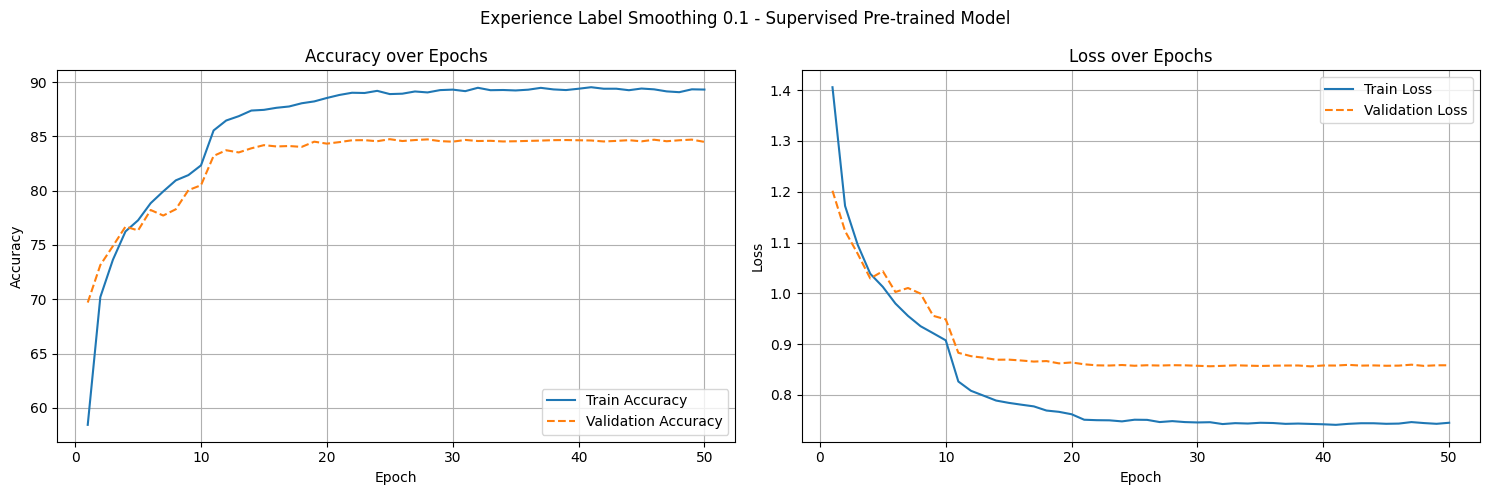 Experience Label Smoothing 0.1 - Supervised Pre-trained Model
Accuracy over Epochs
90
85
80
75
70
65
60
Accuracy
0 10 20 30 40 50
Epoch
Train Accuracy
Validation Accuracy
Loss over Epochs
1.4
1.3
1.2
1.1
1.0
0.9
0.8
Loss
0 10 20 30 40 50
Epoch
Train Loss
Validation Loss